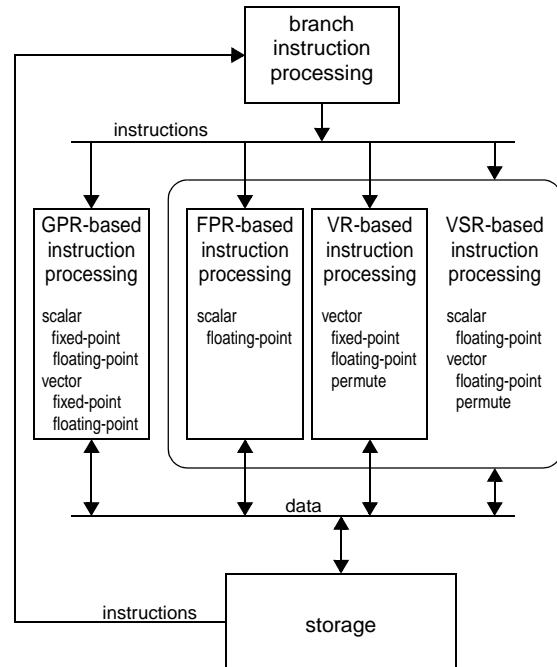 branch
instruction
processing
instructions
GPR-based
instruction
processing
scalar
fixed-point
floating-point
vector
fixed-point
floating-point
FPR-based
instruction
processing
scalar
floating-point
VR-based
instruction
processing
vector
fixed-point
floating-point
permute
VSR-based
instruction
processing
scalar
floating-point
vector
floating-point
permute
data
instructions
storage